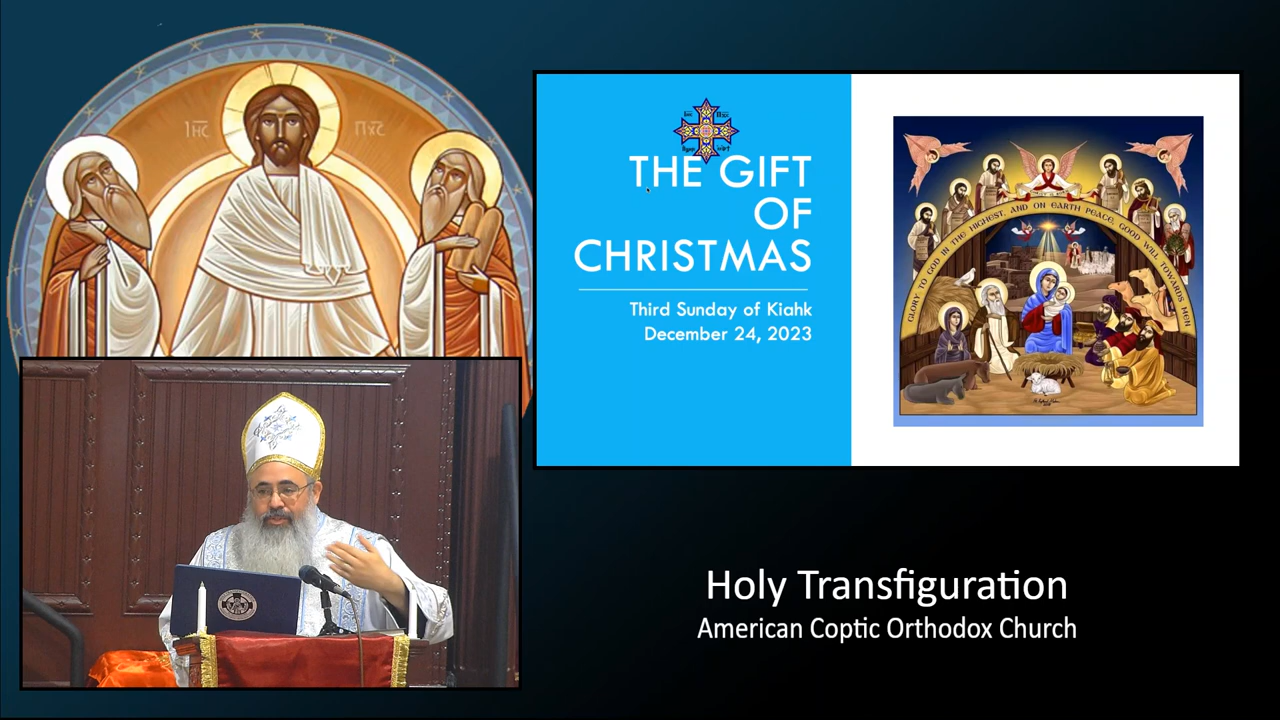 THE GIFT
OF
CHRISTMAS
Third Sunday of Kiahk
December 24, 2023
GLORY TO GOD IN THE HIGHEST, AND ON EARTH PEACE, GOOD WILL TOWARDS MEN
Holy Transfiguration
American Coptic Orthodox Church